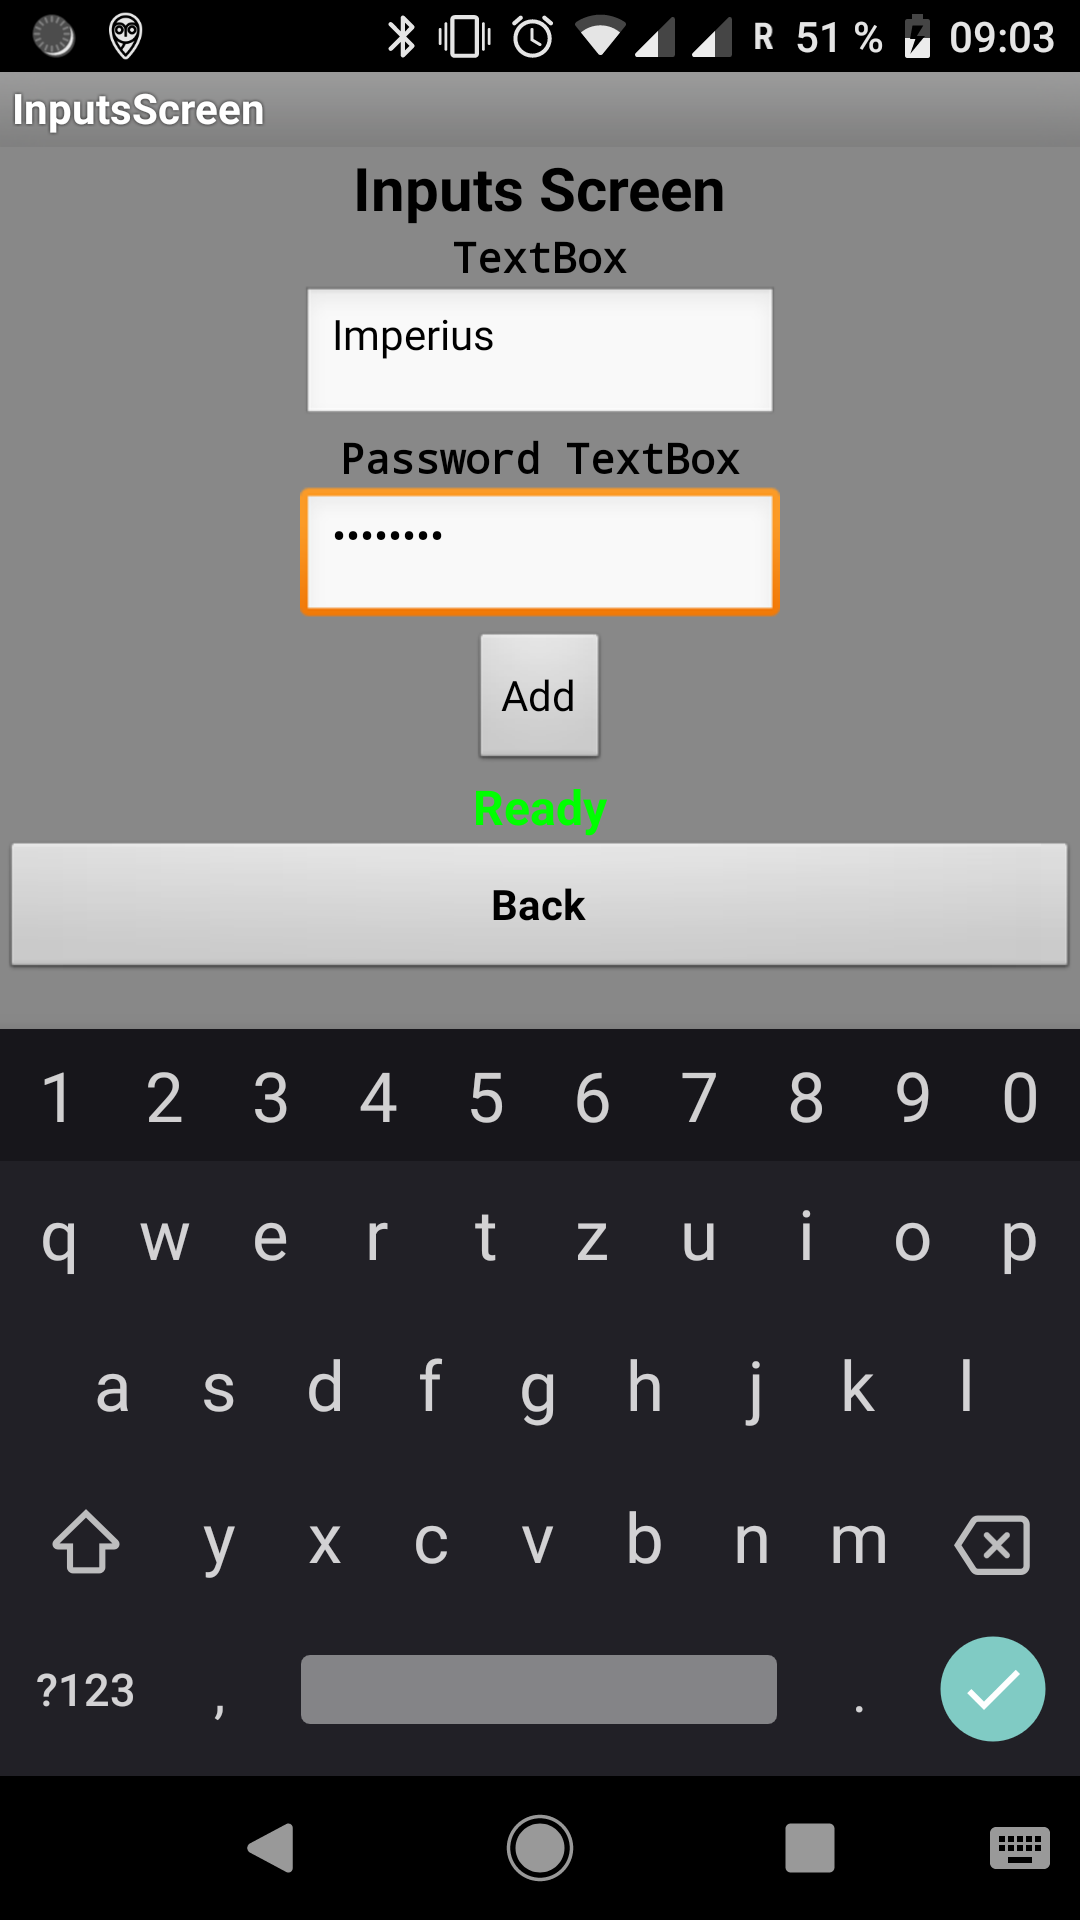 R 51 % 09:03
InputsScreen
Inputs Screen
TextBox
Imperius
Password TextBox
••••••••
Add
Ready
Back
1 2 3 4 5 6 7 8 9 0
q w e r t z u i o p
a s d f g h j k l
y x c v b n m
?123 , .